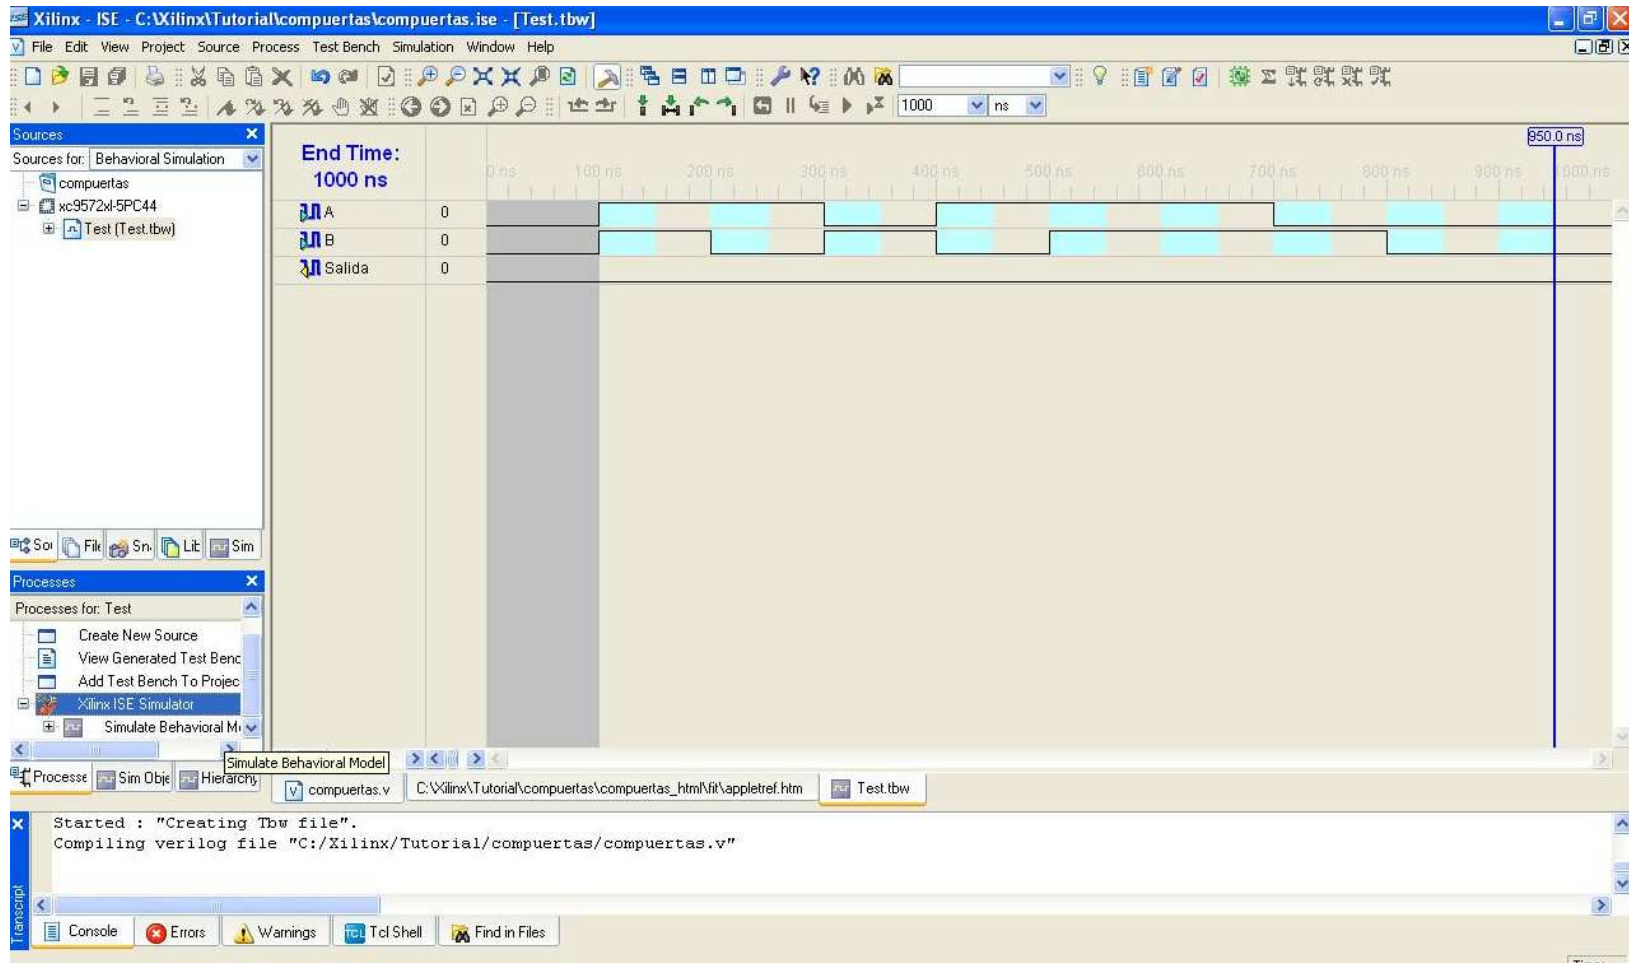 Xilinx - ISE - C:\Xilinx\Tutorial\compuertas\compuertas.ise - [Test.tbw]
File Edit View Project Source Process Test Bench Simulation Window Help
1000 ns
Sources
Sources for: Behavioral Simulation
compuertas
xc9572xl-5PC44
Test (Test.tbw)
Sou File Sn. Lib Sim
Processes
Processes for: Test
Create New Source
View Generated Test Benc
Add Test Bench To Projec
Xilinx ISE Simulator
Simulate Behavioral M
Simulate Behavioral Model
Processe Sim Obje Hierarchy
End Time:
1000 ns
950.0 ns
0 ns 100 ns 200 ns 300 ns 400 ns 500 ns 600 ns 700 ns 800 ns 900 ns 1000 ns
A 0
B 0
Salida 0
compuertas.v C:\Xilinx\Tutorial\compuertas\compuertas_html\fit\appletref.htm Test.tbw
Started : "Creating Tbw file".
Compiling verilog file "C:/Xilinx/Tutorial/compuertas/compuertas.v"
Transcript
Console Errors Warnings Tcl Shell Find in Files